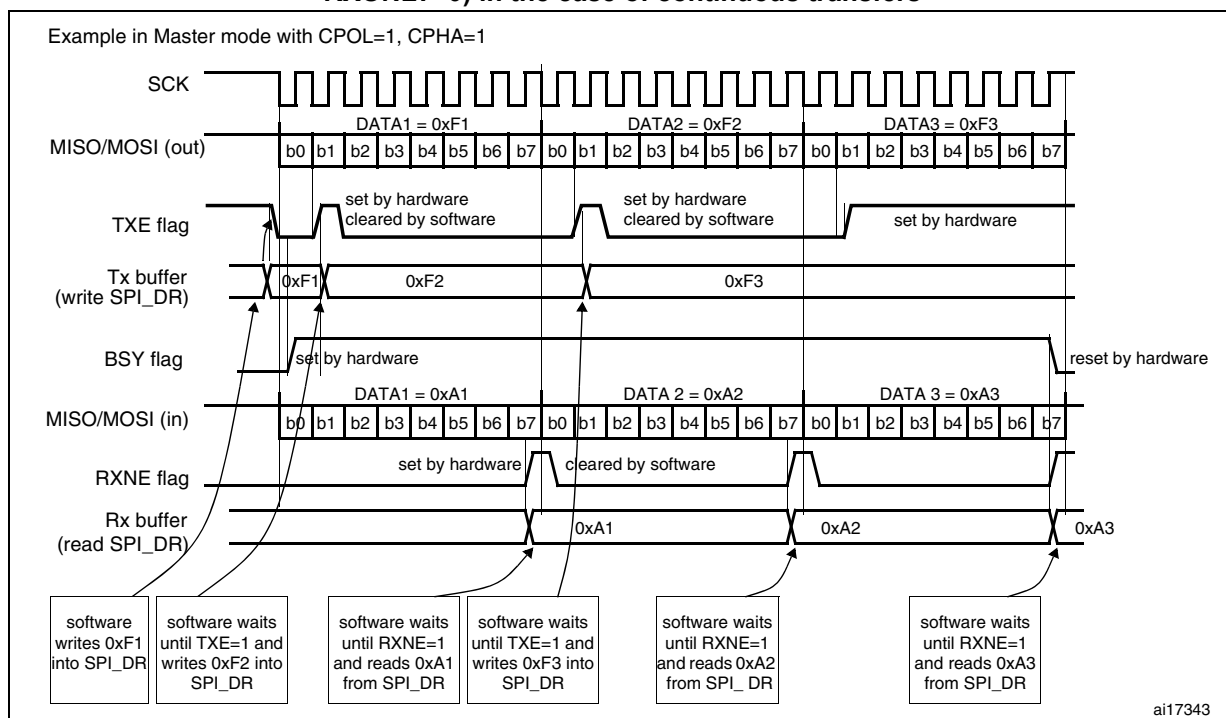 RXONLY=0) in the case of continuous transfers
Example in Master mode with CPOL=1, CPHA=1
SCK
DATA1 = 0xF1 DATA2 = 0xF2 DATA3 = 0xF3
MISO/MOSI (out) b0 b1 b2 b3 b4 b5 b6 b7 b0 b1 b2 b3 b4 b5 b6 b7 b0 b1 b2 b3 b4 b5 b6 b7
set by hardware set by hardware
cleared by software cleared by software
TXE flag set by hardware
Tx buffer 0xF1 0xF2 0xF3
(write SPI_DR)
BSY flag set by hardware reset by hardware
DATA1 = 0xA1 DATA 2 = 0xA2 DATA 3 = 0xA3
MISO/MOSI (in) b0 b1 b2 b3 b4 b5 b6 b7 b0 b1 b2 b3 b4 b5 b6 b7 b0 b1 b2 b3 b4 b5 b6 b7
set by hardware cleared by software
RXNE flag
Rx buffer 0xA1 0xA2 0xA3
(read SPI_DR)
software
writes 0xF1
into SPI_DR
software waits
until TXE=1 and
writes 0xF2 into
SPI_DR
software waits
until RXNE=1
and reads 0xA1
from SPI_DR
software waits
until TXE=1 and
writes 0xF3 into
SPI_DR
software waits
until RXNE=1
and reads 0xA2
from SPI_ DR
software waits
until RXNE=1
and reads 0xA3
from SPI_DR
ai17343